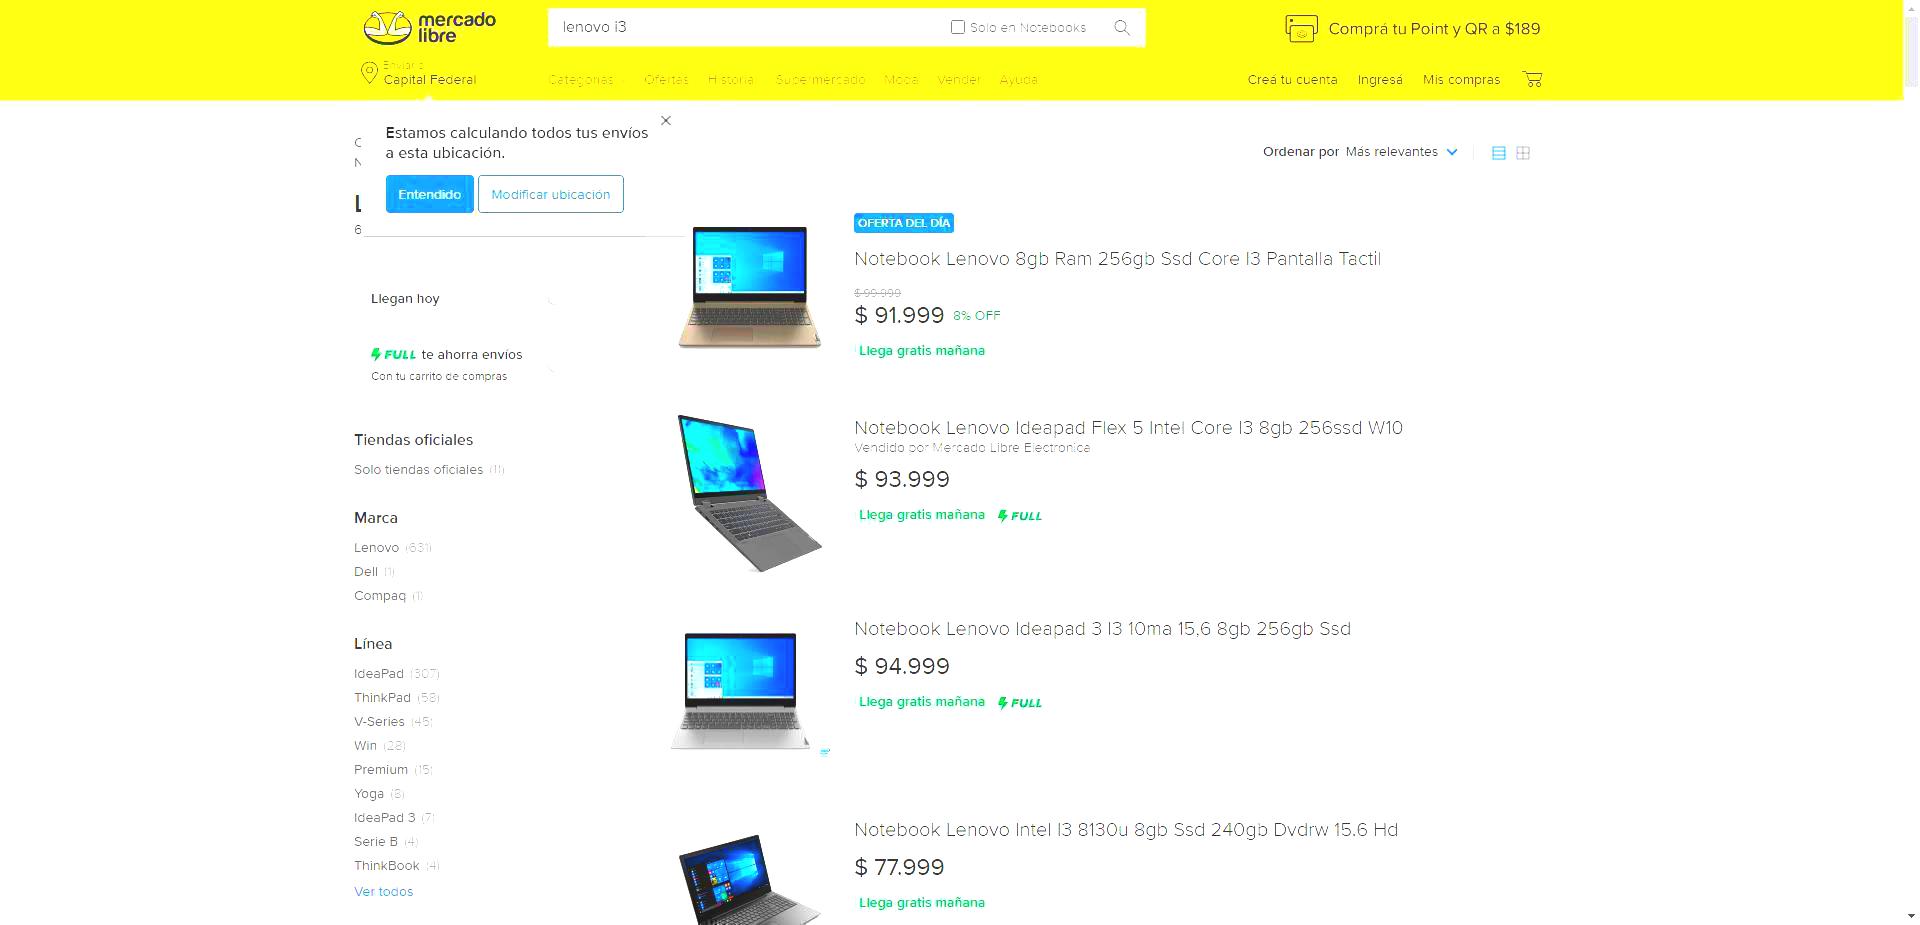 mercado
libre
lenovo i3
Solo en Notebooks
Comprá tu Point y QR a $189
Enviar a
Capital Federal
Categorías
Ofertas
Historial
Supermercado
Moda
Vender
Ayuda
Creá tu cuenta
Ingresá
Mis compras
Estamos calculando todos tus envíos
a esta ubicación.
Entendido
Modificar ubicación
Ordenar por Más relevantes
Llegan hoy
FULL te ahorra envíos
Con tu carrito de compras
Tiendas oficiales
Solo tiendas oficiales (11)
Marca
Lenovo (631)
Dell (1)
Compaq (1)
Línea
IdeaPad (307)
ThinkPad (58)
V-Series (45)
Win (28)
Premium (15)
Yoga (8)
IdeaPad 3 (7)
Serie B (4)
ThinkBook (4)
Ver todos
OFERTA DEL DÍA
Notebook Lenovo 8gb Ram 256gb Ssd Core I3 Pantalla Tactil
$ 99.999
$ 91.999 8% OFF
Llega gratis mañana
Notebook Lenovo Ideapad Flex 5 Intel Core I3 8gb 256ssd W10
Vendido por Mercado Libre Electronica
$ 93.999
Llega gratis mañana FULL
Notebook Lenovo Ideapad 3 I3 10ma 15,6 8gb 256gb Ssd
$ 94.999
Llega gratis mañana FULL
Notebook Lenovo Intel I3 8130u 8gb Ssd 240gb Dvdrw 15.6 Hd
$ 77.999
Llega gratis mañana